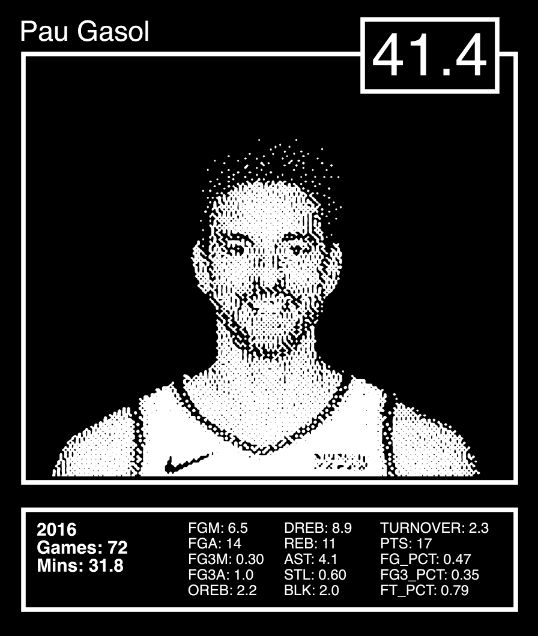 Pau Gasol
41.4
2016
Games: 72
Mins: 31.8
FGM: 6.5
FGA: 14
FG3M: 0.30
FG3A: 1.0
OREB: 2.2
DREB: 8.9
REB: 11
AST: 4.1
STL: 0.60
BLK: 2.0
TURNOVER: 2.3
PTS: 17
FG_PCT: 0.47
FG3_PCT: 0.35
FT_PCT: 0.79